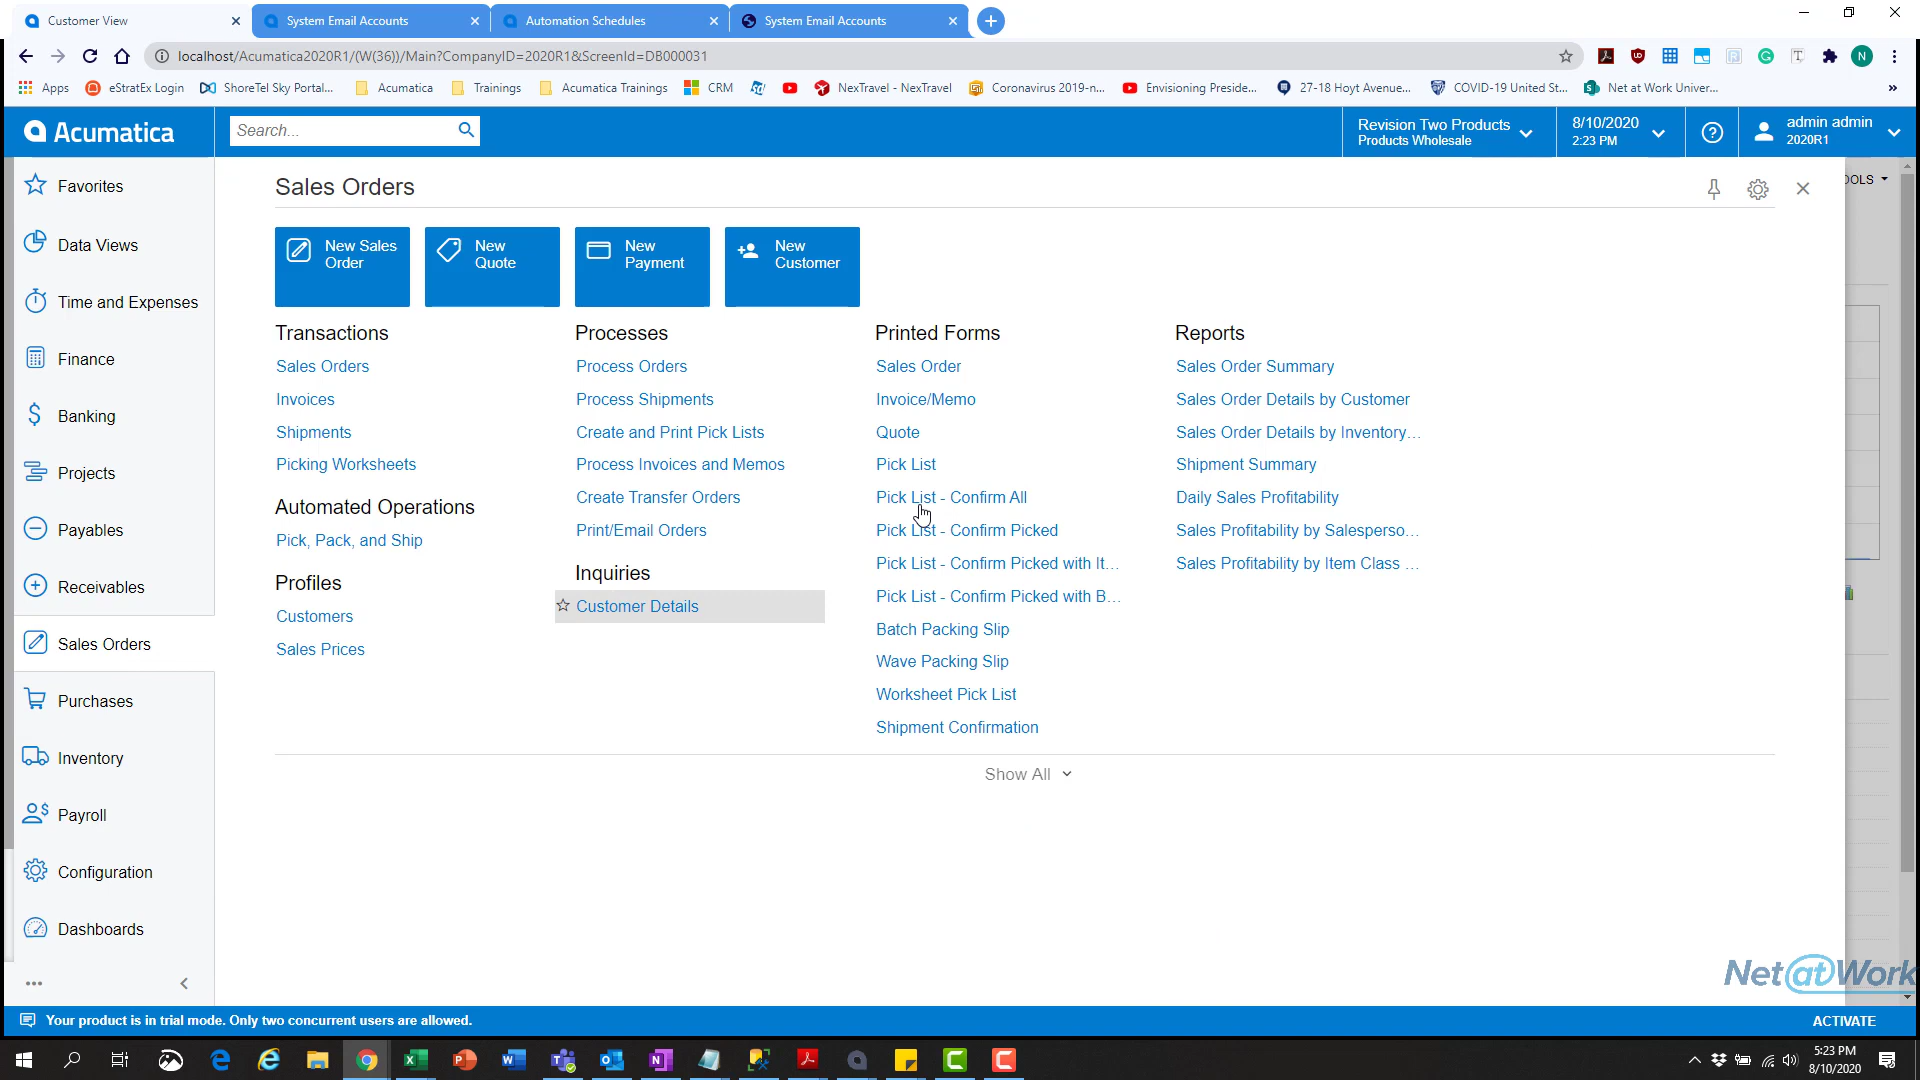 Customer View
System Email Accounts
Automation Schedules
System Email Accounts
localhost/Acumatica2020R1/(W(36))/Main?CompanyID=2020R1&ScreenId=DB000031
N
Apps
eStratEx Login
ShoreTel Sky Portal...
Acumatica
Trainings
Acumatica Trainings
CRM
NexTravel - NexTravel
Coronavirus 2019-n...
Envisioning Preside...
27-18 Hoyt Avenue...
COVID-19 United St...
Net at Work Univer...
»
Acumatica
Search...
Revision Two Products
Products Wholesale
8/10/2020
2:23 PM
admin admin
2020R1
Favorites
Data Views
Time and Expenses
Finance
Banking
Projects
Payables
Receivables
Sales Orders
Purchases
Inventory
Payroll
Configuration
Dashboards
Sales Orders
OOLS
New Sales
Order
New
Quote
New
Payment
New
Customer
Transactions
Sales Orders
Invoices
Shipments
Picking Worksheets
Automated Operations
Pick, Pack, and Ship
Profiles
Customers
Sales Prices
Processes
Process Orders
Process Shipments
Create and Print Pick Lists
Process Invoices and Memos
Create Transfer Orders
Print/Email Orders
Inquiries
Customer Details
Printed Forms
Sales Order
Invoice/Memo
Quote
Pick List
Pick List - Confirm All
Pick List - Confirm Picked
Pick List - Confirm Picked with It...
Pick List - Confirm Picked with B...
Batch Packing Slip
Wave Packing Slip
Worksheet Pick List
Shipment Confirmation
Reports
Sales Order Summary
Sales Order Details by Customer
Sales Order Details by Inventory...
Shipment Summary
Daily Sales Profitability
Sales Profitability by Salesperso...
Sales Profitability by Item Class ...
Show All
Net at Work
Your product is in trial mode. Only two concurrent users are allowed.
ACTIVATE
5:23 PM
8/10/2020